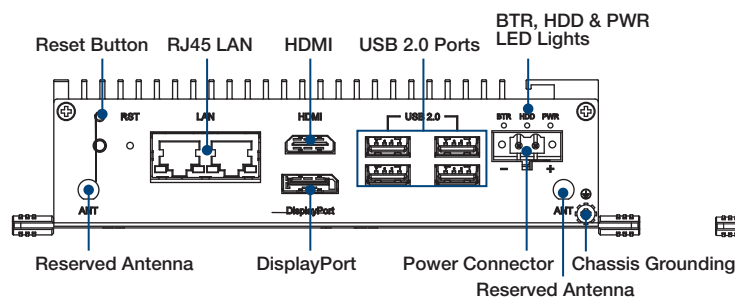 BTR, HDD & PWR
LED Lights
Reset Button
RJ45 LAN
HDMI
USB 2.0 Ports
RST
LAN
HDMI
USB 2.0
BTR
HDD
PWR
–
+
ANT
DisplayPort
ANT
Reserved Antenna
DisplayPort
Power Connector
Chassis Grounding
Reserved Antenna